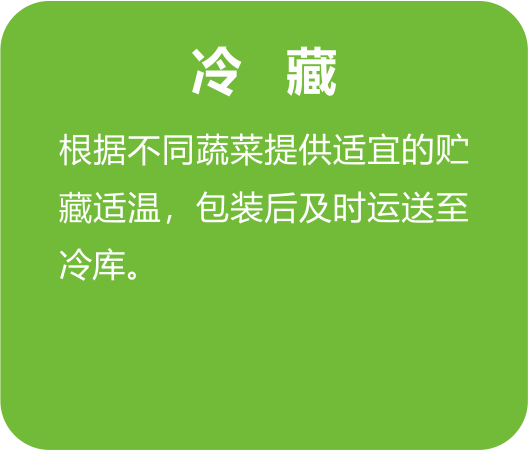 冷 藏
根据不同蔬菜提供适宜的贮
藏适温，包装后及时运送至
冷库。